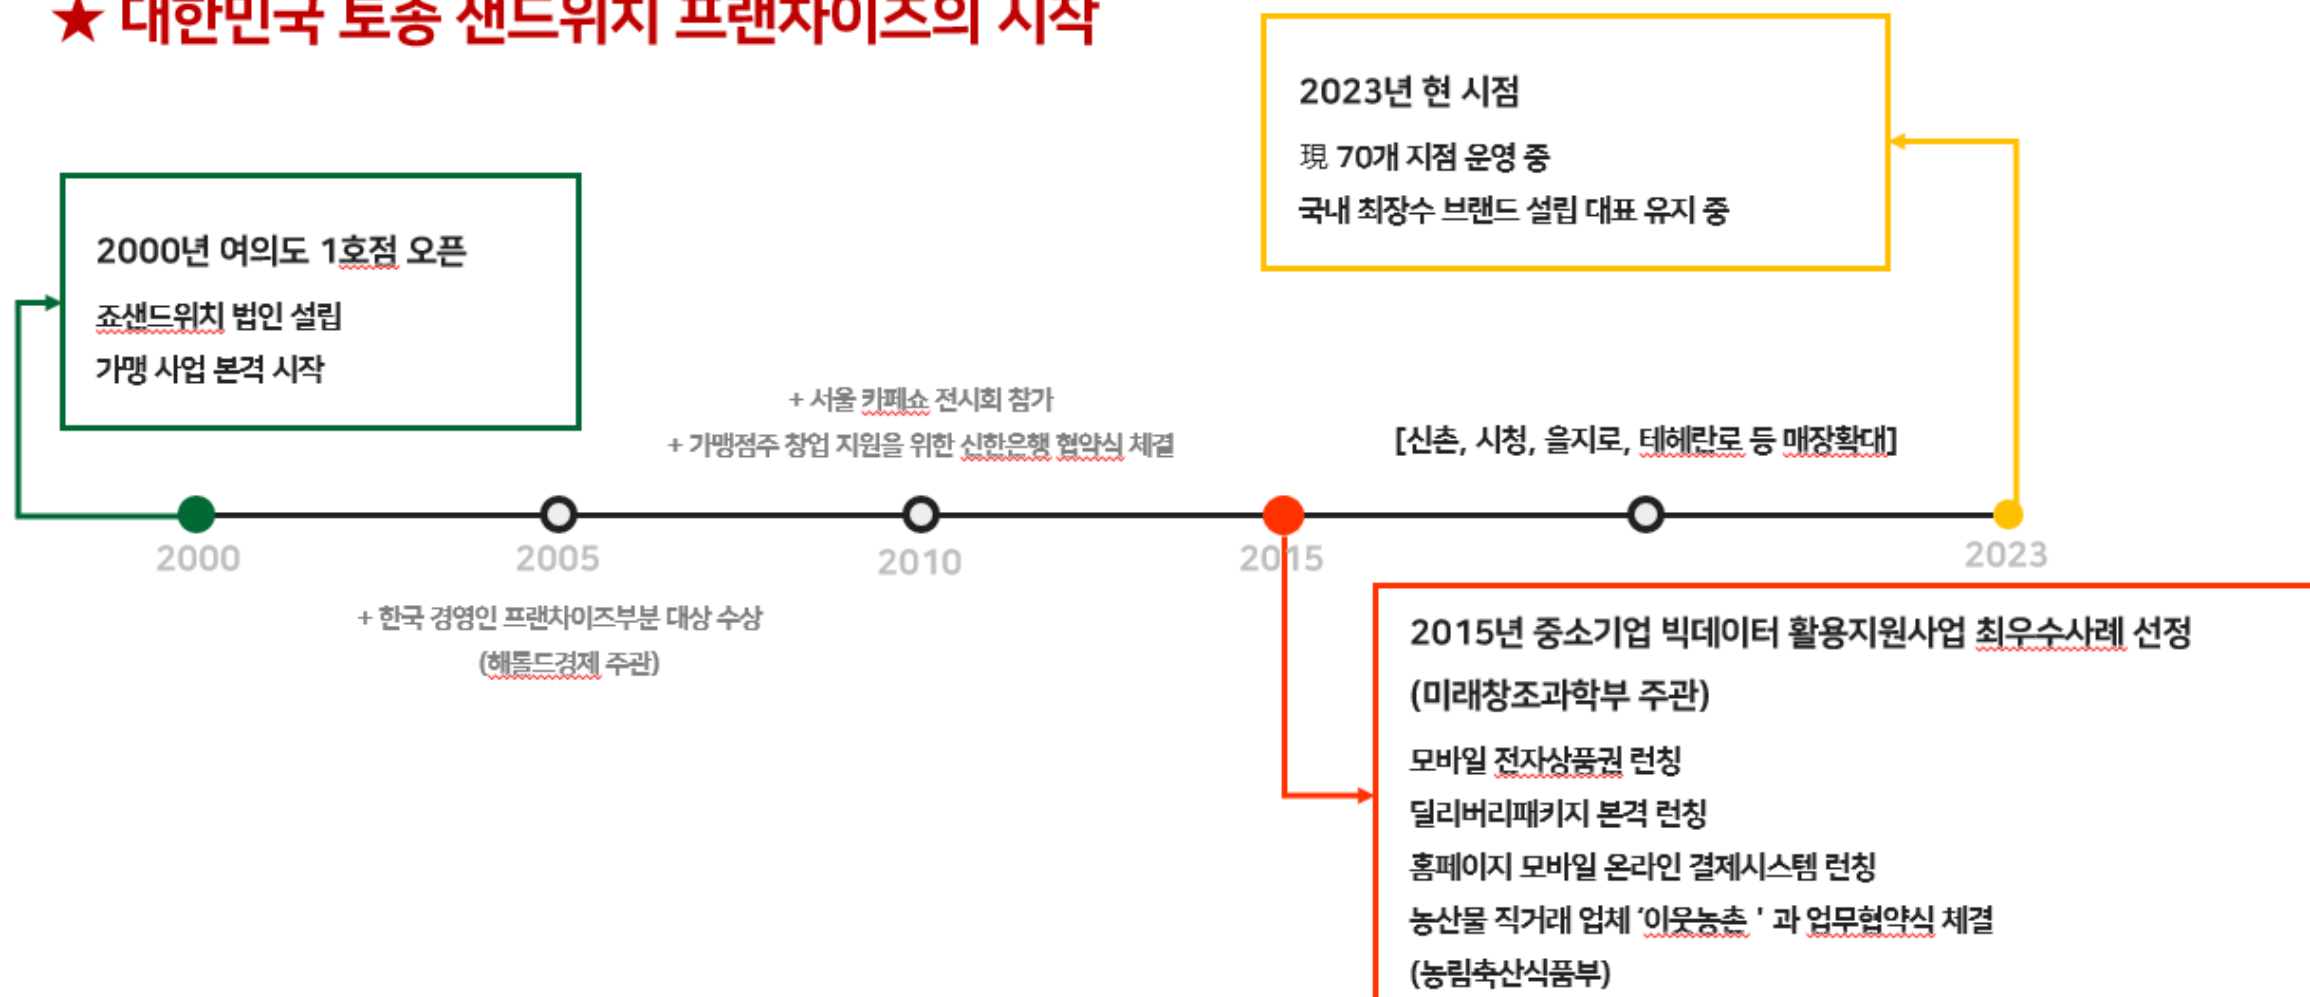 ★ 대한민국 토종 샌드위치 프랜차이즈의 시작
2023년 현 시점
現 70개 지점 운영 중
국내 최장수 브랜드 설립 대표 유지 중
2000년 여의도 1호점 오픈
죠샌드위치 법인 설립
가맹 사업 본격 시작
+ 서울 카페쇼 전시회 참가
+ 가맹점주 창업 지원을 위한 신한은행 협약식 체결
[신촌, 시청, 을지로, 테헤란로 등 매장확대]
2000
2005
2010
2015
2023
+ 한국 경영인 프랜차이즈부분 대상 수상
(해롤드경제 주관)
2015년 중소기업 빅데이터 활용지원사업 최우수사례 선정
(미래창조과학부 주관)
모바일 전자상품권 런칭
딜리버리패키지 본격 런칭
홈페이지 모바일 온라인 결제시스템 런칭
농산물 직거래 업체 ‘이웃농촌 ' 과 업무협약식 체결
(농림축산식품부)